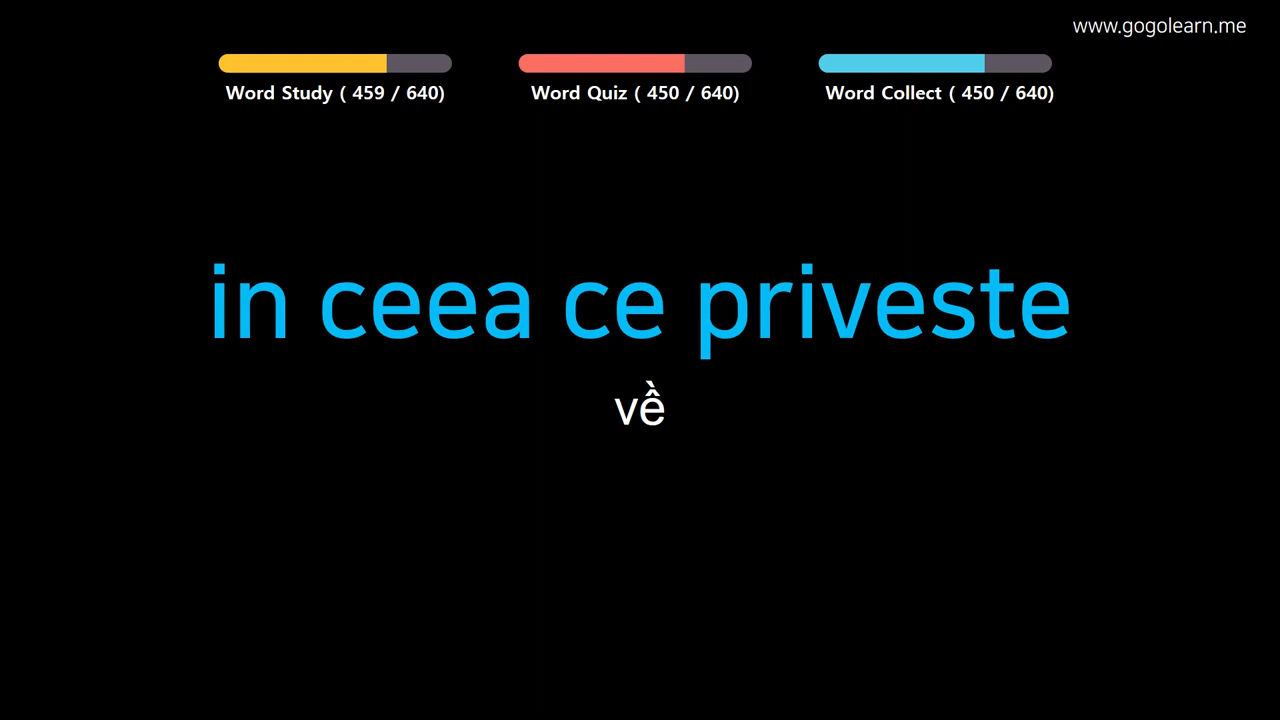 www.gogolearn.me
Word Study ( 459 / 640)
Word Quiz ( 450 / 640)
Word Collect ( 450 / 640)
in ceea ce priveste
về